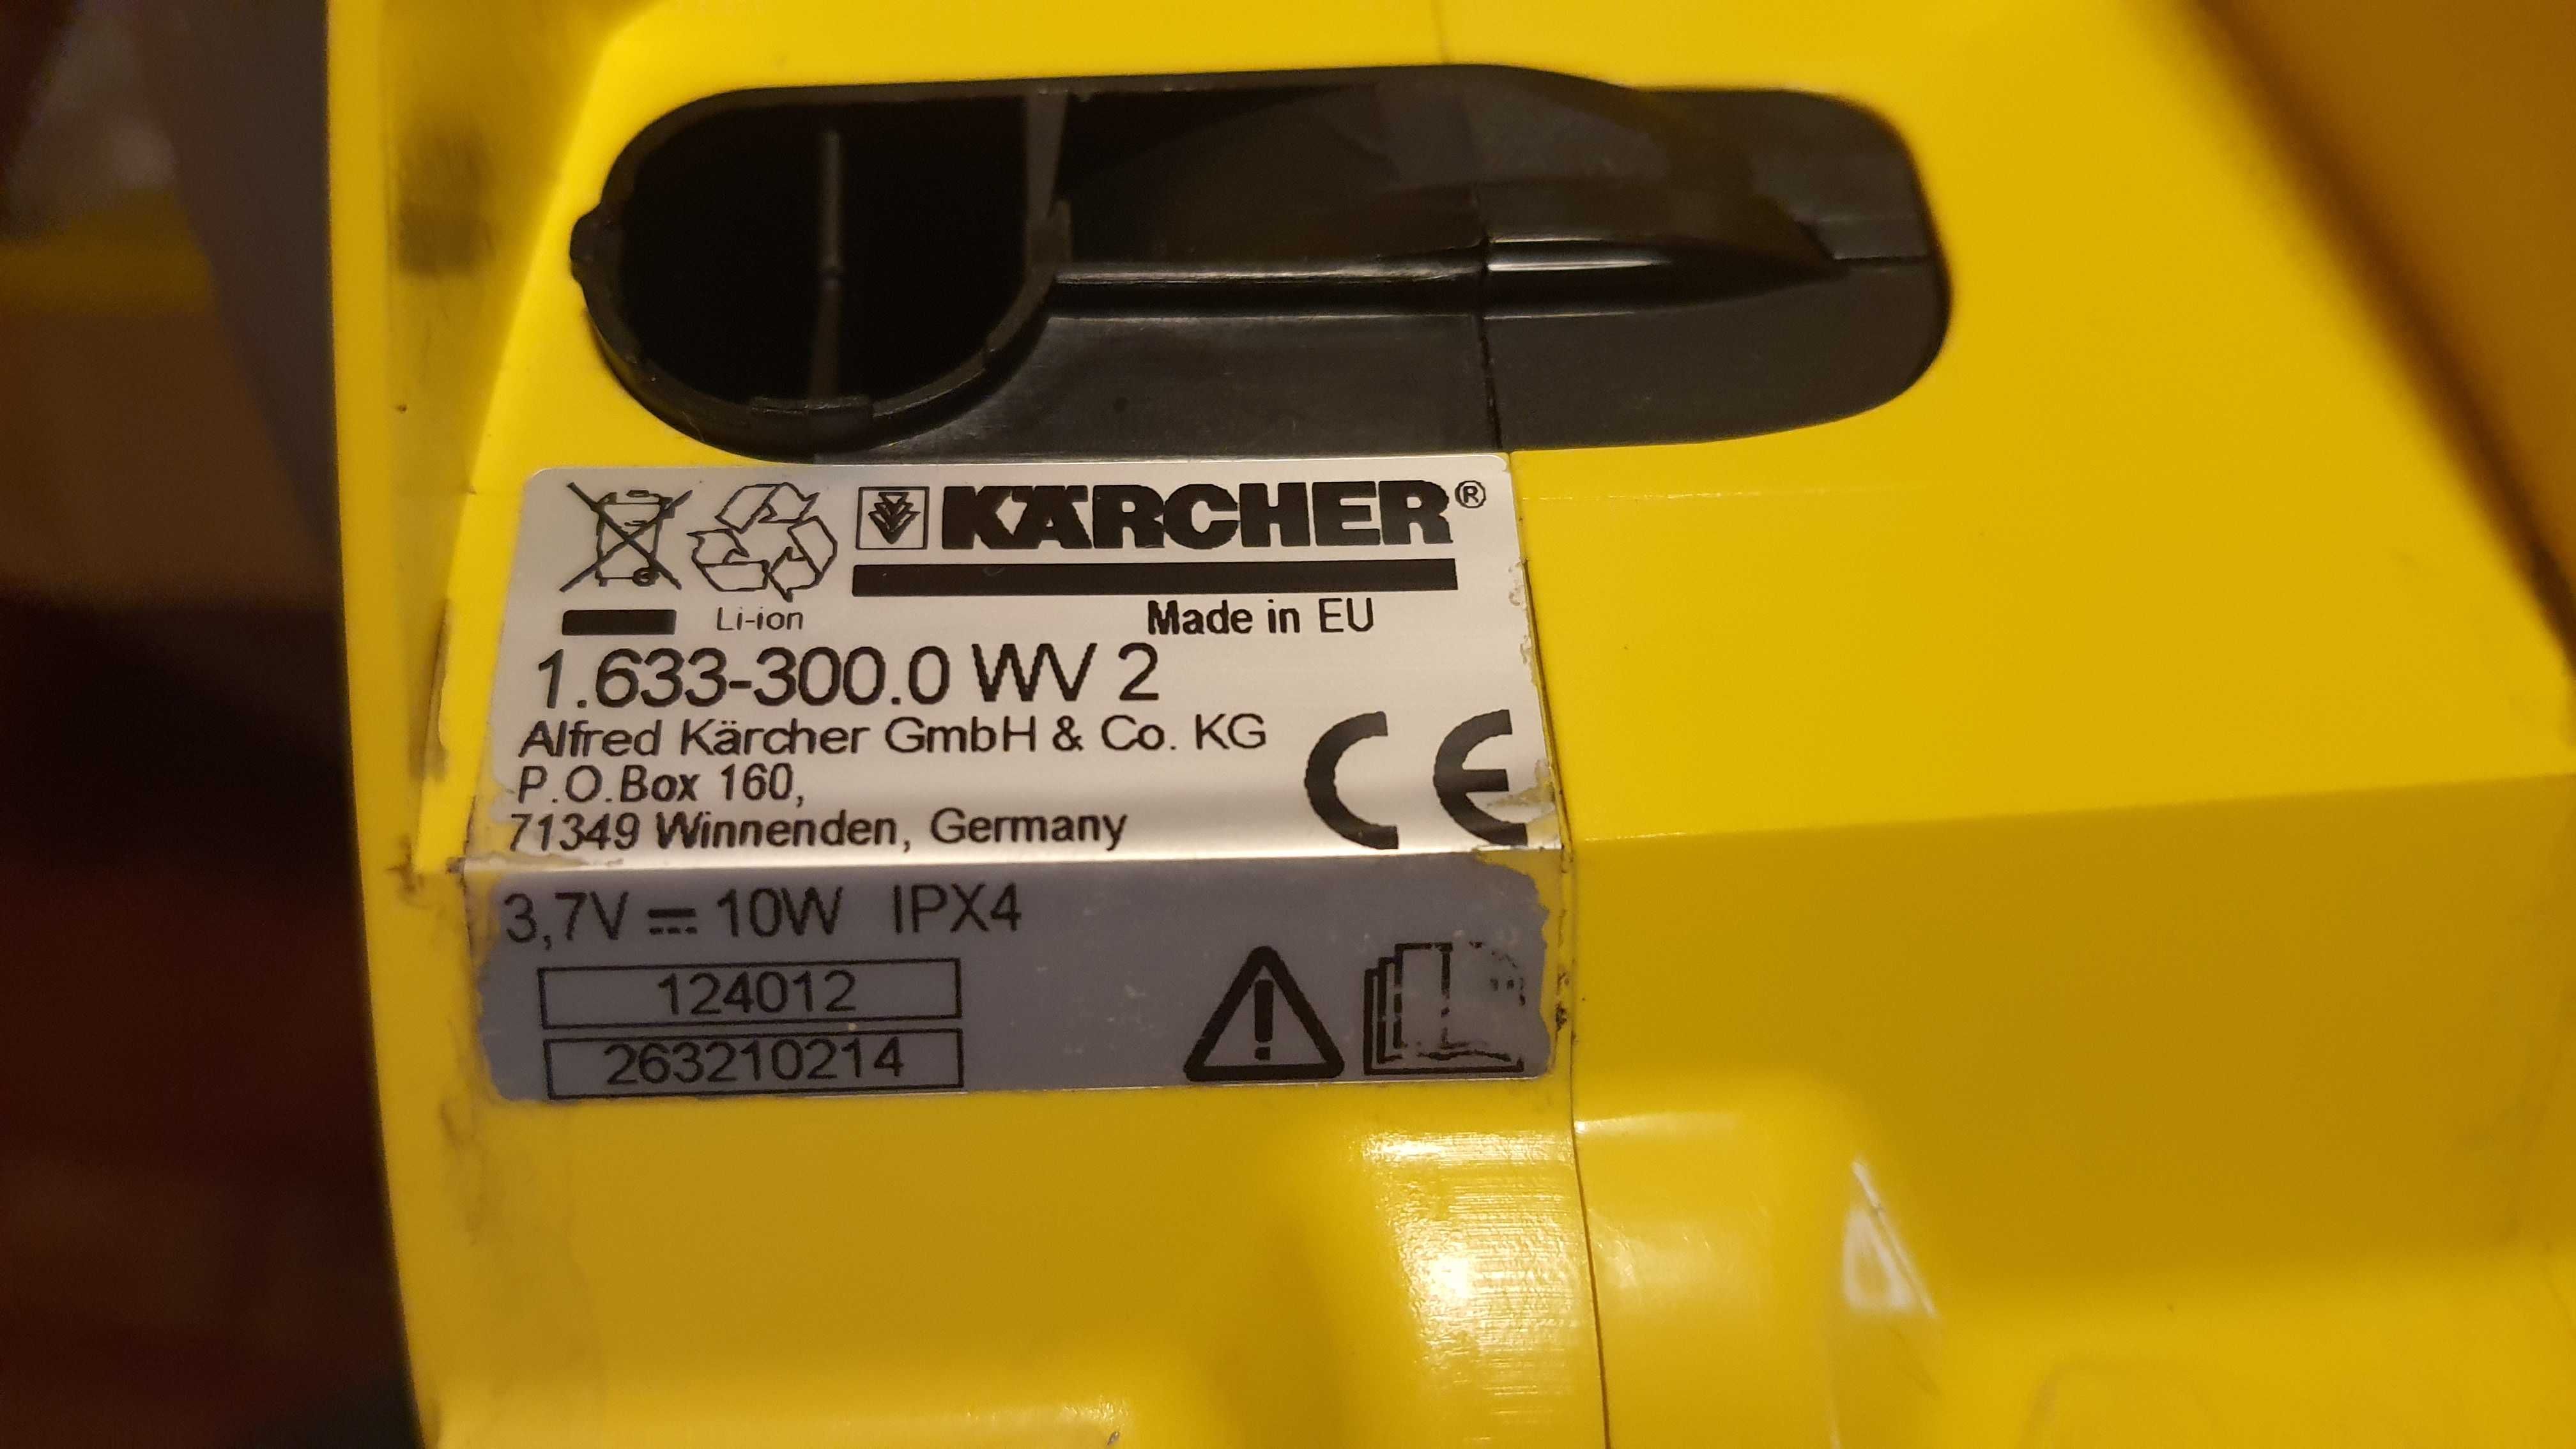 KÄRCHER®
Li-ion
Made in EU
1.633-300.0 WV 2
Alfred Kärcher GmbH & Co. KG
P.O.Box 160,
71349 Winnenden, Germany
CE
3,7V ⎓ 10W IPX4
124012
263210214